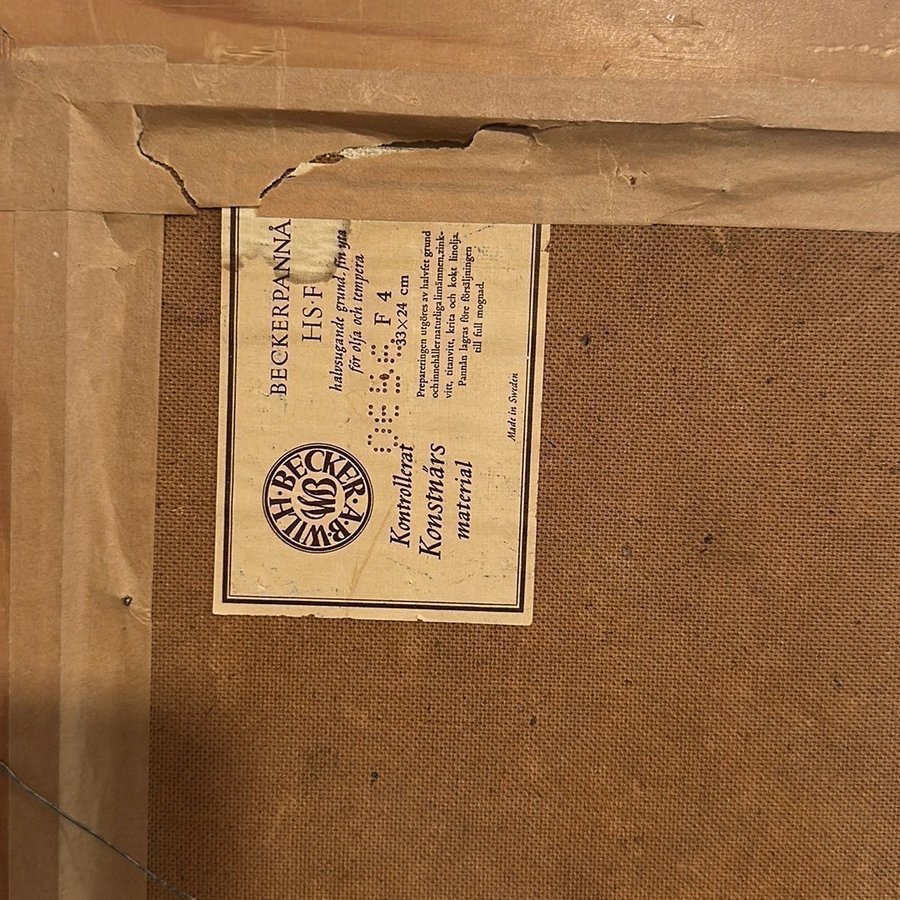 BECKERPANNÅ
HS·F
halvsugande grund, fin yta
för olja och tempera
F 4
33×24 cm
Prepareringen utgöres av halvfet grund
och innehåller naturliga limämnen, zink-
vitt, titanvitt, krita och kokt linolja.
Pannån lagras före försäljningen
till full mognad.
Made in Sweden
A·B·WILH·BECKER·
WB
Kontrollerat
Konstnärs
material